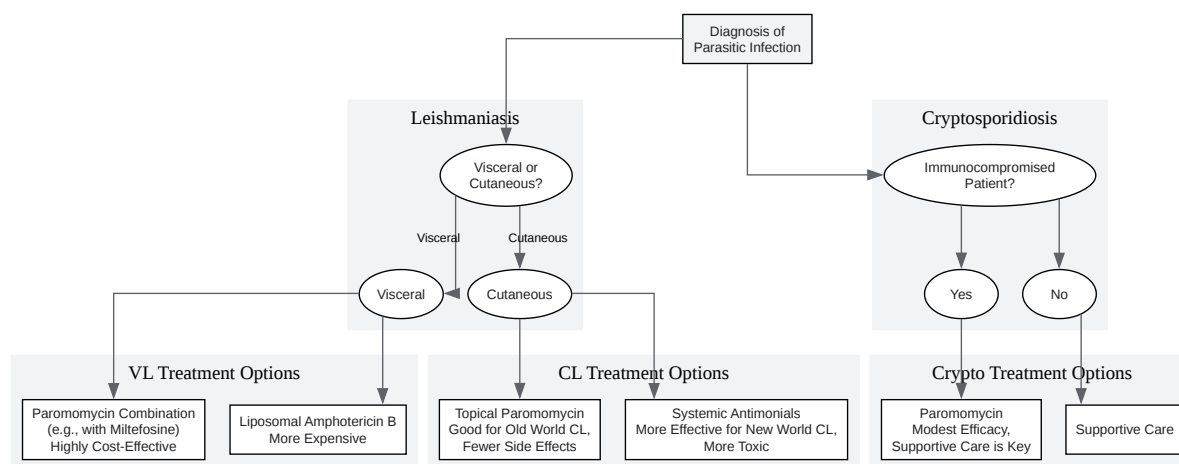 Diagnosis of
Parasitic Infection
Leishmaniasis
Cryptosporidiosis
Visceral or
Cutaneous?
Immunocompromised
Patient?
Visceral
Cutaneous
Visceral
Cutaneous
Yes
No
VL Treatment Options
CL Treatment Options
Crypto Treatment Options
Paromomycin Combination
(e.g., with Miltefosine)
Highly Cost-Effective
Liposomal Amphotericin B
More Expensive
Topical Paromomycin
Good for Old World CL,
Fewer Side Effects
Systemic Antimonials
More Effective for New World CL,
More Toxic
Paromomycin
Modest Efficacy,
Supportive Care is Key
Supportive Care